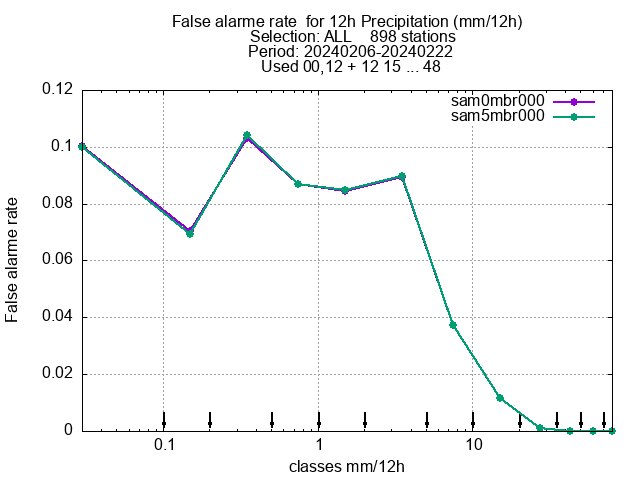 False alarme rate  for 12h Precipitation (mm/12h)
Selection: ALL    898 stations
Period: 20240206-20240222
Used 00,12 + 12 15 ... 48
sam0mbr000
sam5mbr000
0.12
0.1
0.08
0.06
0.04
0.02
0
False alarme rate
0.1
1
10
classes mm/12h